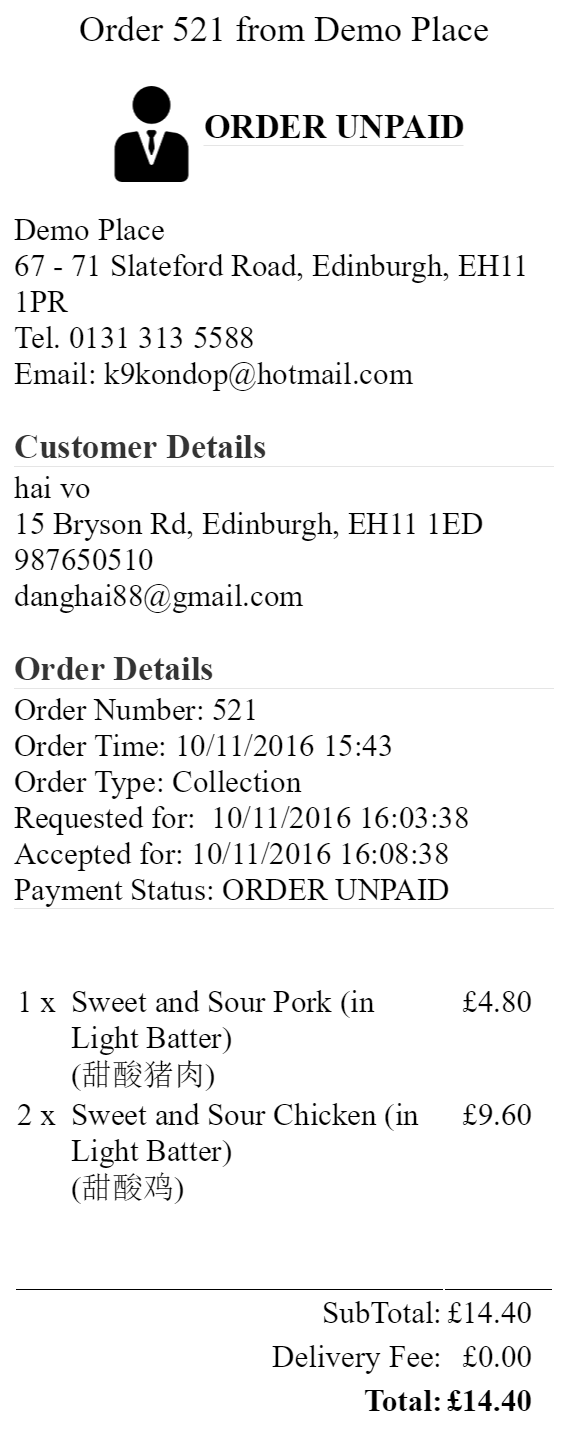 Order 521 from Demo Place
ORDER UNPAID
Demo Place
67 - 71 Slateford Road, Edinburgh, EH11
1PR
Tel. 0131 313 5588
Email: k9kondop@hotmail.com
Customer Details
hai vo
15 Bryson Rd, Edinburgh, EH11 1ED
987650510
danghai88@gmail.com
Order Details
Order Number: 521
Order Time: 10/11/2016 15:43
Order Type: Collection
Requested for:  10/11/2016 16:03:38
Accepted for: 10/11/2016 16:08:38
Payment Status: ORDER UNPAID
1 x Sweet and Sour Pork (in £4.80
Light Batter)
(甜酸猪肉)
2 x Sweet and Sour Chicken (in £9.60
Light Batter)
(甜酸鸡)
SubTotal: £14.40
Delivery Fee: £0.00
Total: £14.40